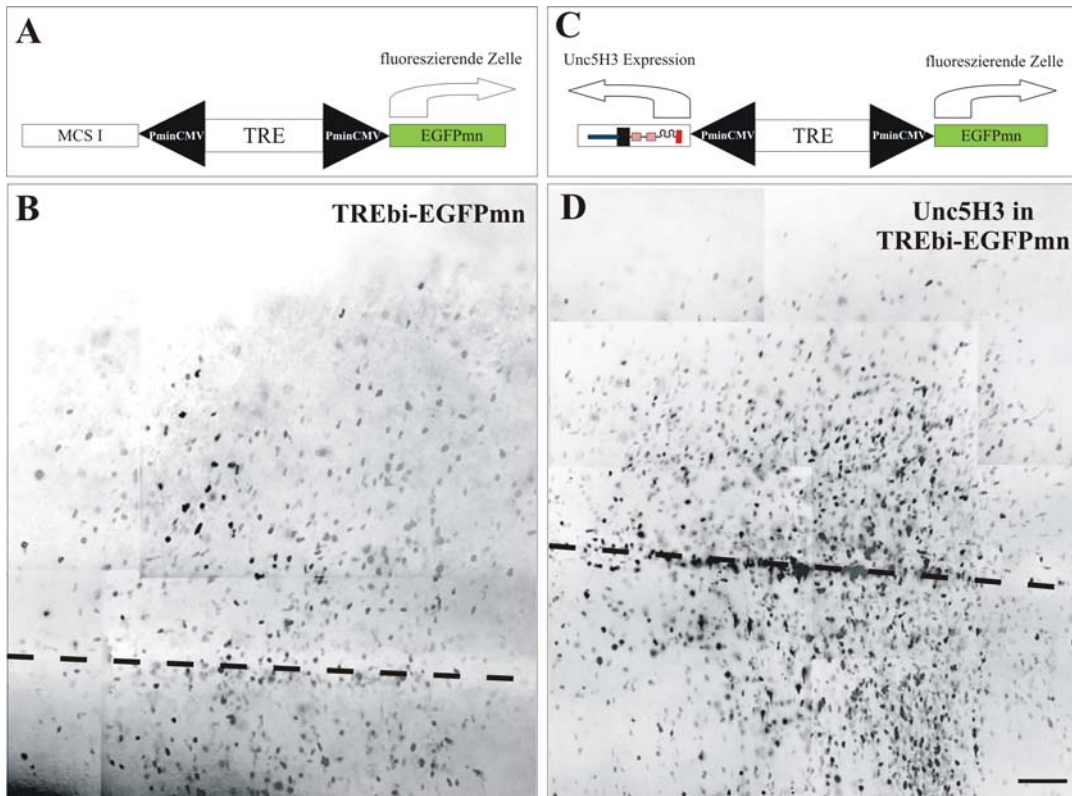 A
fluoreszierende Zelle
MCS I
PminCMV
TRE
PminCMV
EGFPmn
B
TREbi-EGFPmn
C
Unc5H3 Expression
fluoreszierende Zelle
PminCMV
TRE
PminCMV
EGFPmn
D
Unc5H3 in
TREbi-EGFPmn